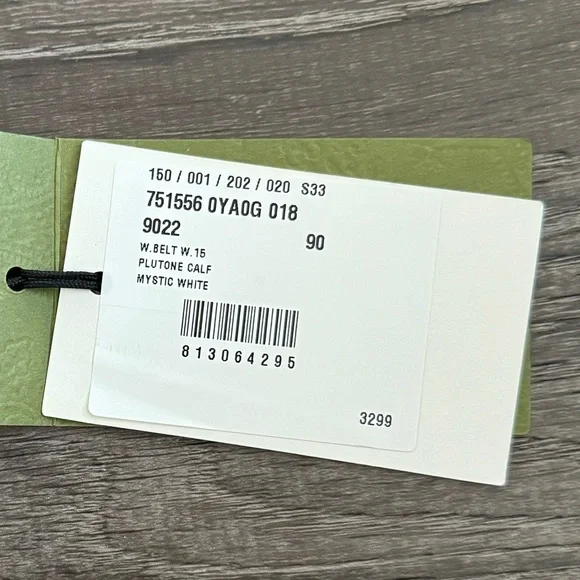 150 / 001 / 202 / 020 S33
751556 0YA0G 018
9022 90
W.BELT W.15
PLUTONE CALF
MYSTIC WHITE
813064295
3299